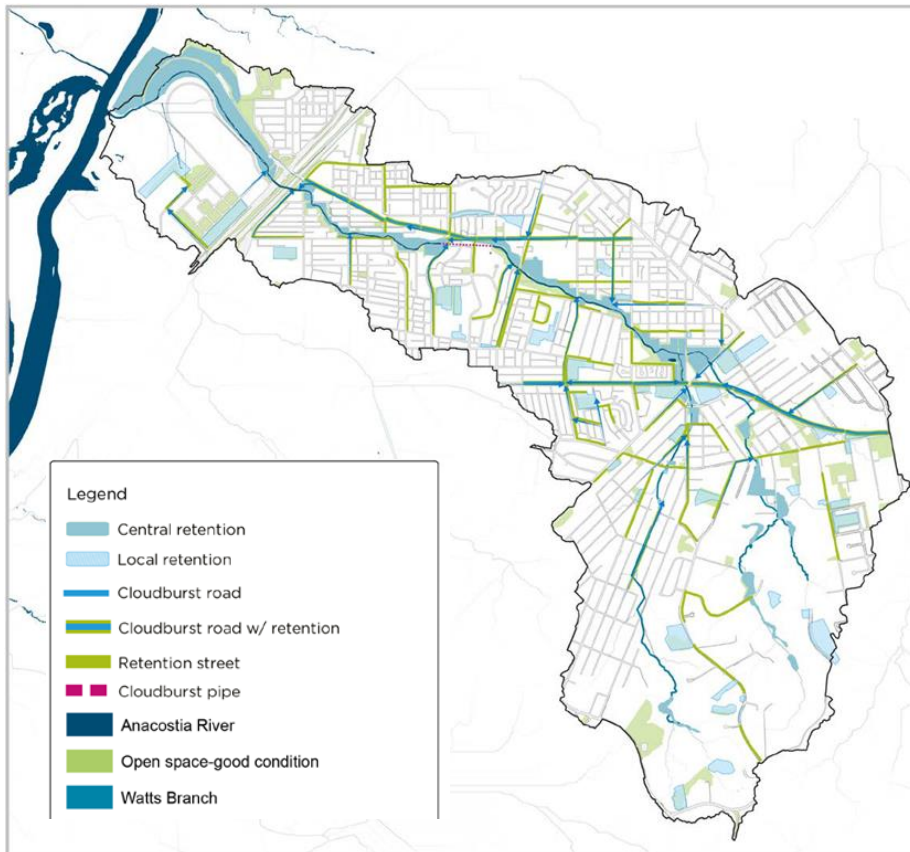 Legend
Central retention
Local retention
Cloudburst road
Cloudburst road w/ retention
Retention street
Cloudburst pipe
Anacostia River
Open space-good condition
Watts Branch